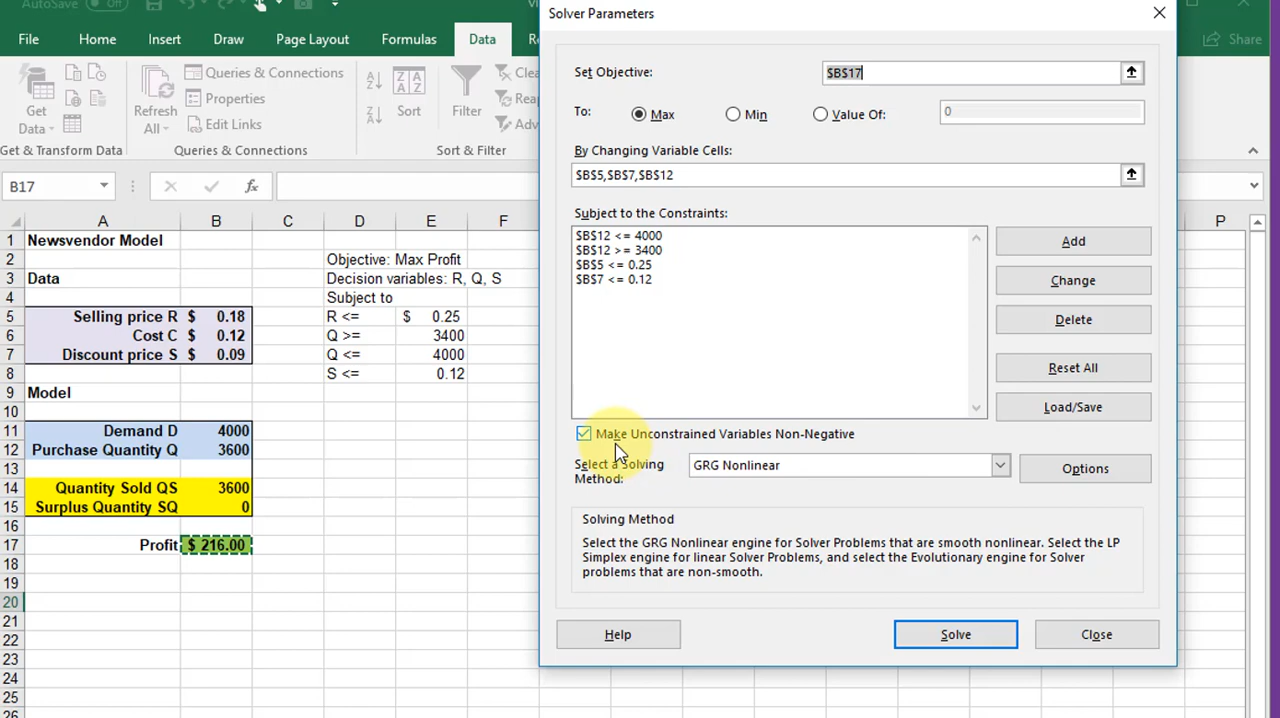 AutoSave Off
File Home Insert Draw Page Layout Formulas Data Share
Get Data
Refresh All
Queries & Connections
Properties
Edit Links
Sort
Filter
Get & Transform Data
Queries & Connections
Sort & Filter
B17
A B C D E F P
1 Newsvendor Model
2 Objective: Max Profit
3 Data Decision variables: R, Q, S
4 Subject to
5 Selling price R $ 0.18 R <= $ 0.25
6 Cost C $ 0.12 Q >= 3400
7 Discount price S $ 0.09 Q <= 4000
8 S <= 0.12
9 Model
10
11 Demand D 4000
12 Purchase Quantity Q 3600
13
14 Quantity Sold QS 3600
15 Surplus Quantity SQ 0
16
17 Profit $ 216.00
18
19
20
21
22
23
24
25
Solver Parameters
Set Objective: $B$17
To: Max Min Value Of: 0
By Changing Variable Cells:
$B$5,$B$7,$B$12
Subject to the Constraints:
$B$12 <= 4000
$B$12 >= 3400
$B$5 <= 0.25
$B$7 <= 0.12
Add
Change
Delete
Reset All
Load/Save
Make Unconstrained Variables Non-Negative
Select a Solving Method: GRG Nonlinear Options
Solving Method
Select the GRG Nonlinear engine for Solver Problems that are smooth nonlinear. Select the LP
Simplex engine for linear Solver Problems, and select the Evolutionary engine for Solver
problems that are non-smooth.
Help Solve Close